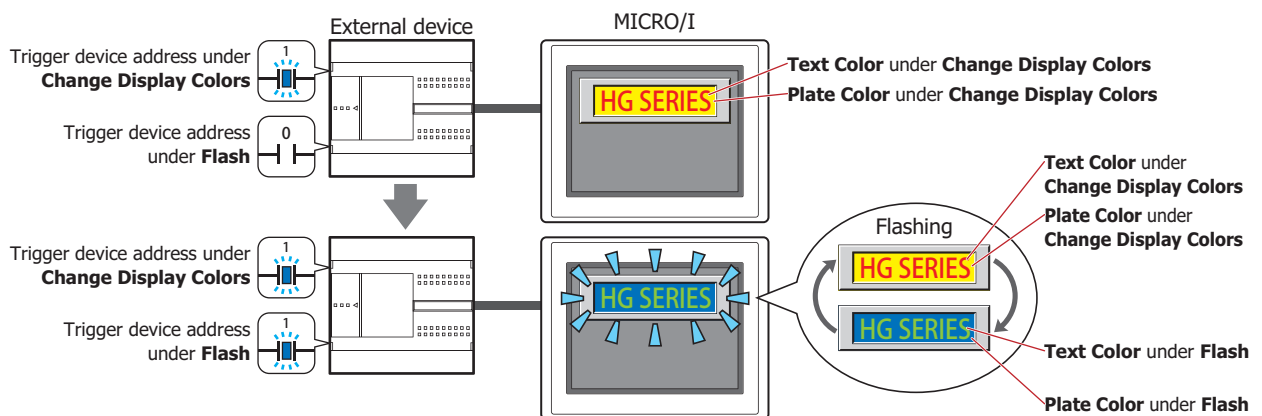 External device
MICRO/I
Trigger device address under
Change Display Colors
1
Trigger device address
under Flash
0
HG SERIES
Text Color under Change Display Colors
Plate Color under Change Display Colors
Trigger device address under
Change Display Colors
1
Trigger device address
under Flash
1
HG SERIES
Flashing
HG SERIES
HG SERIES
Text Color under
Change Display Colors
Plate Color under
Change Display Colors
Text Color under Flash
Plate Color under Flash